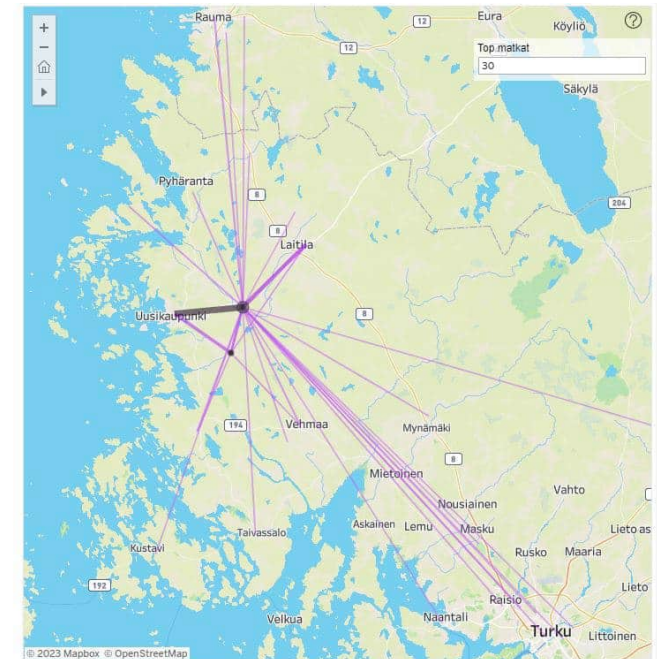 Rauma
12
Eura
Köyliö
?
+
−
12
Top matkat
30
Säkylä
Pyhäranta
8
204
8
Laitila
Uusikaupunki
8
194
Vehmaa
Mynämäki
8
Mietoinen
Nousiainen
Vahto
Askainen
Lemu
Masku
Lieto as
Taivassalo
Kustavi
Rusko
Maaria
192
Raisio
Lieto
Velkua
Naantali
Turku
Littoinen
© 2023 Mapbox © OpenStreetMap